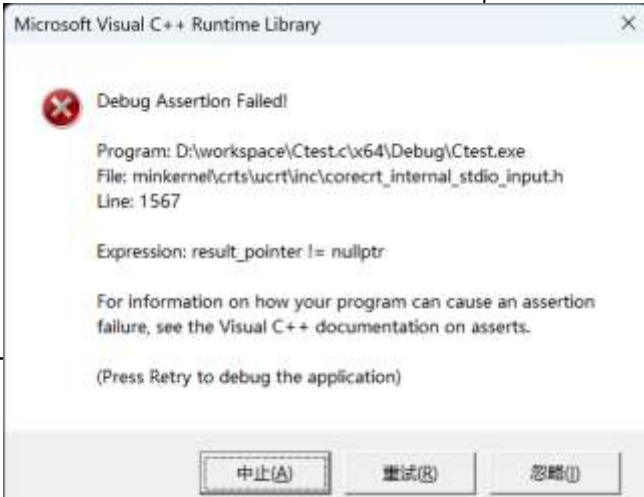 Microsoft Visual C++ Runtime Library
Debug Assertion Failed!
Program: D:\workspace\Ctest.c\x64\Debug\Ctest.exe
File: minkernel\crts\ucrt\inc\corecrt_internal_stdio_input.h
Line: 1567
Expression: result_pointer != nullptr
For information on how your program can cause an assertion
failure, see the Visual C++ documentation on asserts.
(Press Retry to debug the application)
中止(A)
重试(R)
忽略(I)